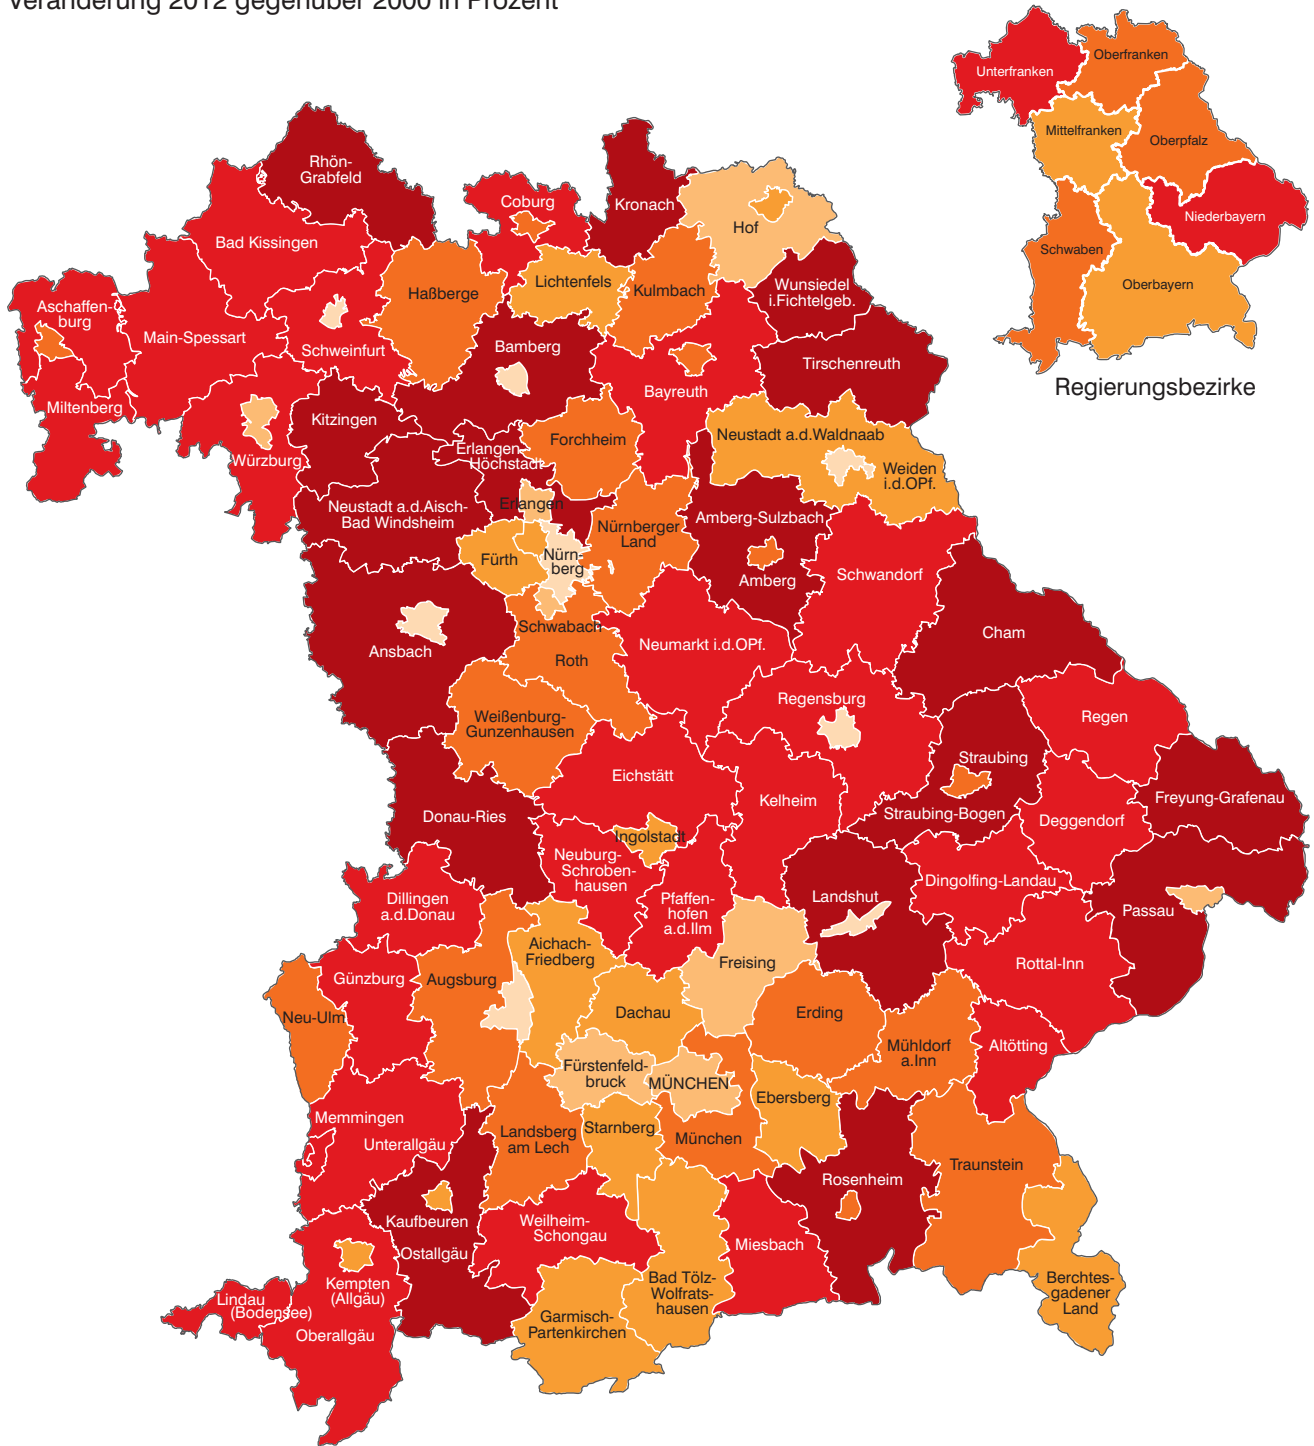 Veränderung 2012 gegenüber 2000 in Prozent
Unterfranken
Oberfranken
Mittelfranken
Oberpfalz
Niederbayern
Schwaben
Oberbayern
Regierungsbezirke
Rhön-
Grabfeld
Bad Kissingen
Coburg
Kronach
Hof
Aschaffen-
burg
Main-Spessart
Schweinfurt
Haßberge
Lichtenfels
Kulmbach
Wunsiedel
i.Fichtelgeb.
Bamberg
Bayreuth
Tirschenreuth
Miltenberg
Würzburg
Kitzingen
Forchheim
Neustadt a.d.Waldnaab
Weiden
i.d.OPf.
Erlangen-
Höchstadt
Erlangen
Neustadt a.d.Aisch-
Bad Windsheim
Fürth
Nürn-
berg
Nürnberger
Land
Amberg-Sulzbach
Amberg
Schwandorf
Ansbach
Schwabach
Roth
Neumarkt i.d.OPf.
Cham
Weißenburg-
Gunzenhausen
Regensburg
Regen
Eichstätt
Kelheim
Straubing
Straubing-Bogen
Deggendorf
Freyung-Grafenau
Donau-Ries
Ingolstadt
Neuburg-
Schroben-
hausen
Pfaffen-
hofen
a.d.Ilm
Landshut
Dingolfing-Landau
Passau
Dillingen
a.d.Donau
Aichach-
Friedberg
Freising
Rottal-Inn
Günzburg
Augsburg
Neu-Ulm
Dachau
Erding
Mühldorf
a.Inn
Altötting
Fürstenfeld-
bruck
MÜNCHEN
Ebersberg
Memmingen
Unterallgäu
Landsberg
am Lech
Starnberg
München
Traunstein
Rosenheim
Kaufbeuren
Ostallgäu
Weilheim-
Schongau
Miesbach
Bad Tölz-
Wolfrats-
hausen
Berchtes-
gadener
Land
Kempten
(Allgäu)
Lindau
(Bodensee)
Oberallgäu
Garmisch-
Partenkirchen